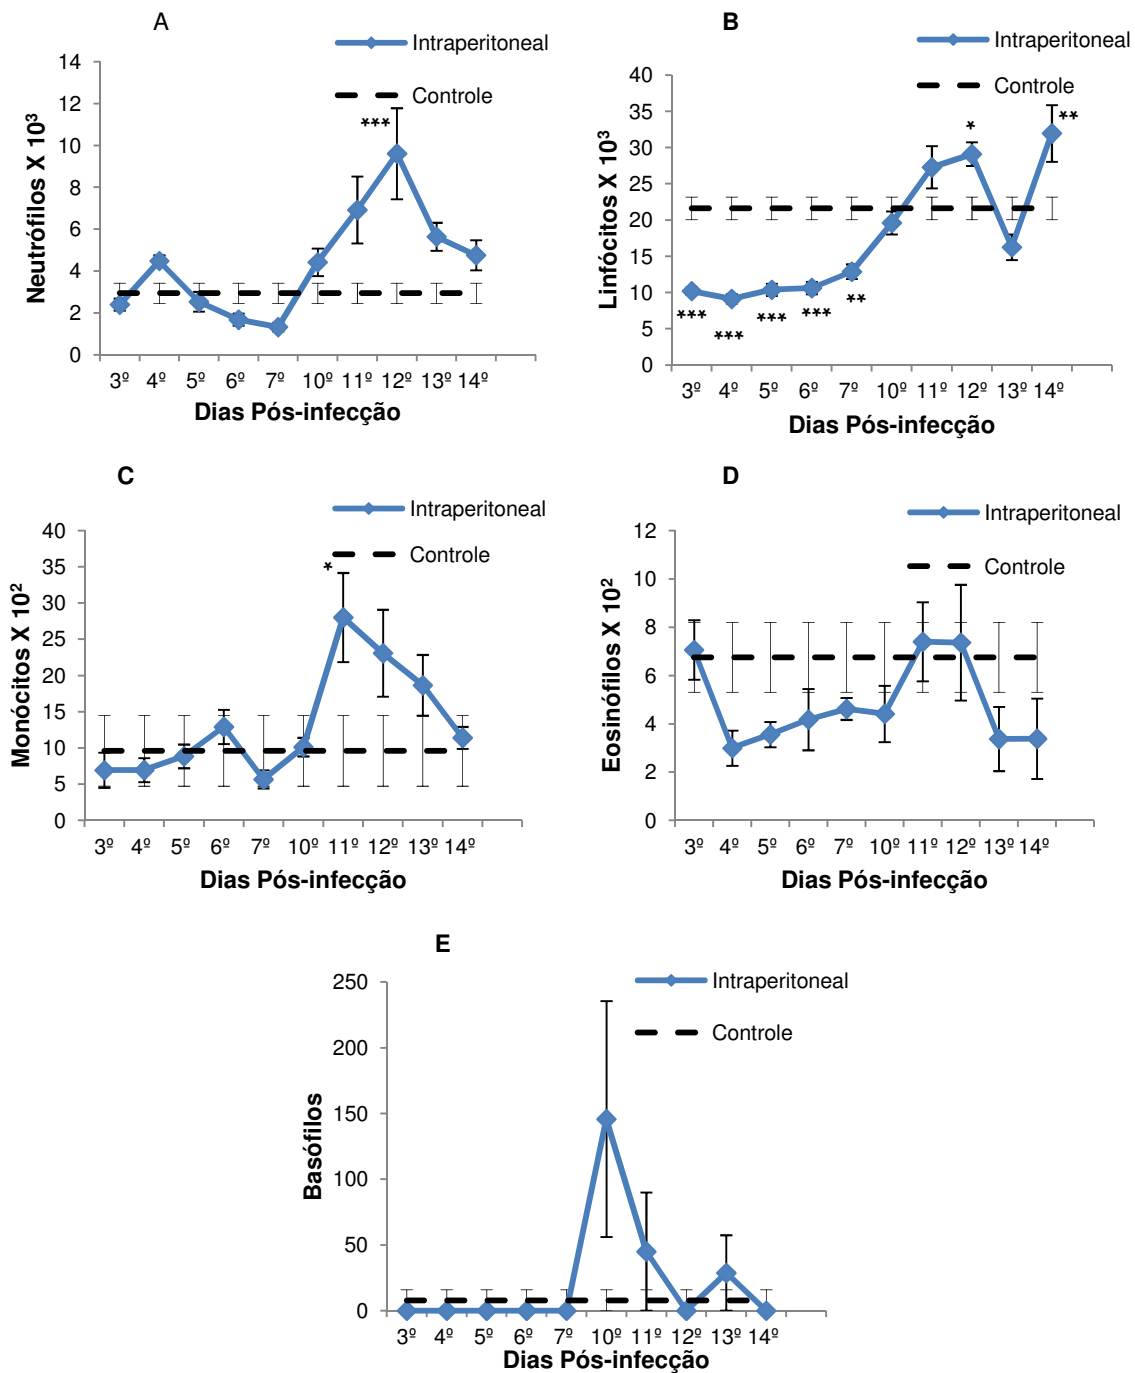 A
Intraperitoneal
Controle
Neutrófilos X 10³
14
12
10
8
6
4
2
0
***
3º 4º 5º 6º 7º 10º 11º 12º 13º 14º
Dias Pós-infecção
B
Intraperitoneal
Controle
Linfócitos X 10³
40
35
30
25
20
15
10
5
0
*** *** *** *** ** * **
3º 4º 5º 6º 7º 10º 11º 12º 13º 14º
Dias Pós-infecção
C
Intraperitoneal
Controle
Monócitos X 10²
40
35
30
25
20
15
10
5
0
*
3º 4º 5º 6º 7º 10º 11º 12º 13º 14º
Dias Pós-infecção
D
Intraperitoneal
Controle
Eosinófilos X 10²
12
10
8
6
4
2
0
3º 4º 5º 6º 7º 10º 11º 12º 13º 14º
Dias Pós-infecção
E
Intraperitoneal
Controle
Basófilos
250
200
150
100
50
0
3º 4º 5º 6º 7º 10º 11º 12º 13º 14º
Dias Pós-infecção